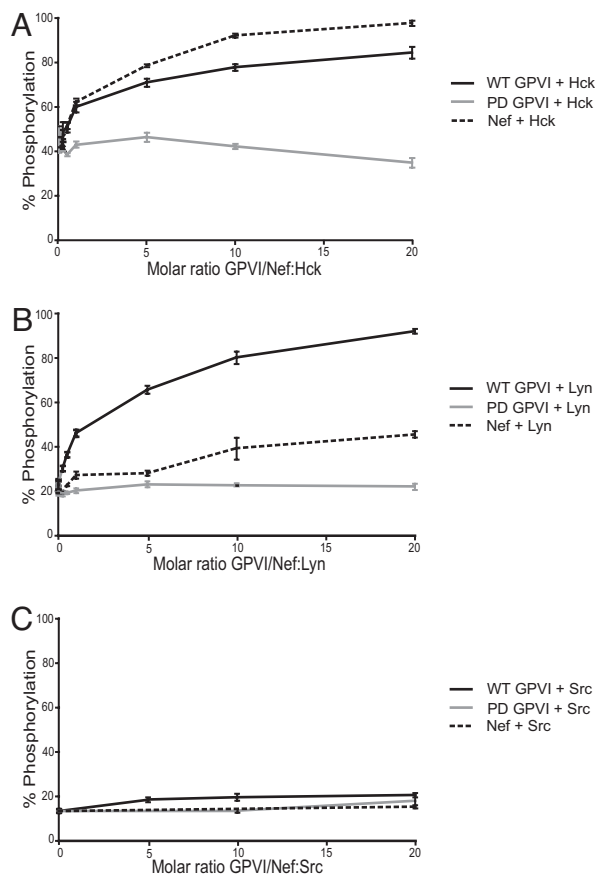 A
% Phosphorylation
100
80
60
40
20
0
0 5 10 15 20
Molar ratio GPVI/Nef:Hck
WT GPVI + Hck
PD GPVI + Hck
Nef + Hck
B
% Phosphorylation
100
80
60
40
20
0
0 5 10 15 20
Molar ratio GPVI/Nef:Lyn
WT GPVI + Lyn
PD GPVI + Lyn
Nef + Lyn
C
% Phosphorylation
100
80
60
40
20
0
0 5 10 15 20
Molar ratio GPVI/Nef:Src
WT GPVI + Src
PD GPVI + Src
Nef + Src